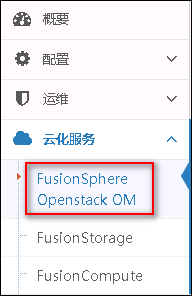 概要
配置
运维
云化服务
FusionSphere
Openstack OM
FusionStorage
FusionCompute